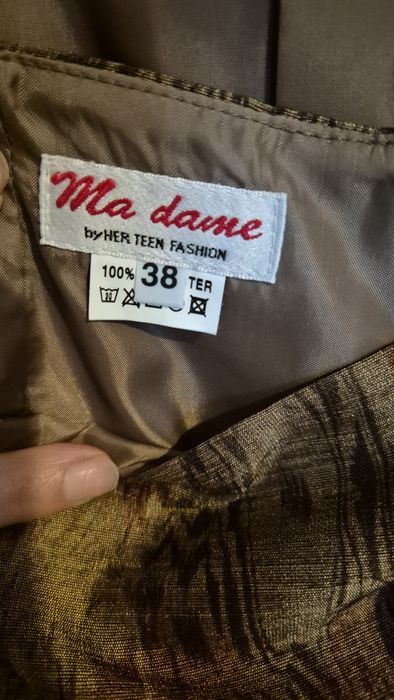 Ma dame
by HER TEEN FASHION
100% 38 TER